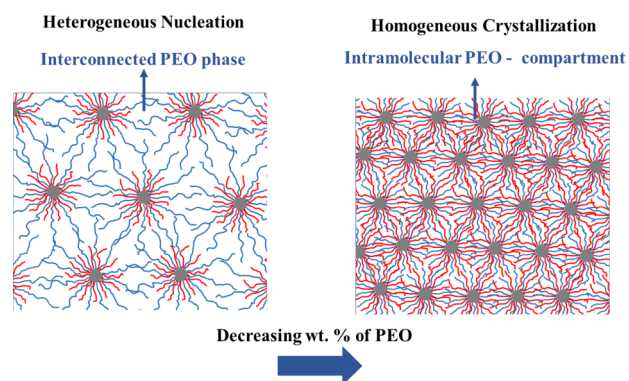 Heterogeneous Nucleation
Homogeneous Crystallization
Interconnected PEO phase
Intramolecular PEO - compartment
Decreasing wt. % of PEO